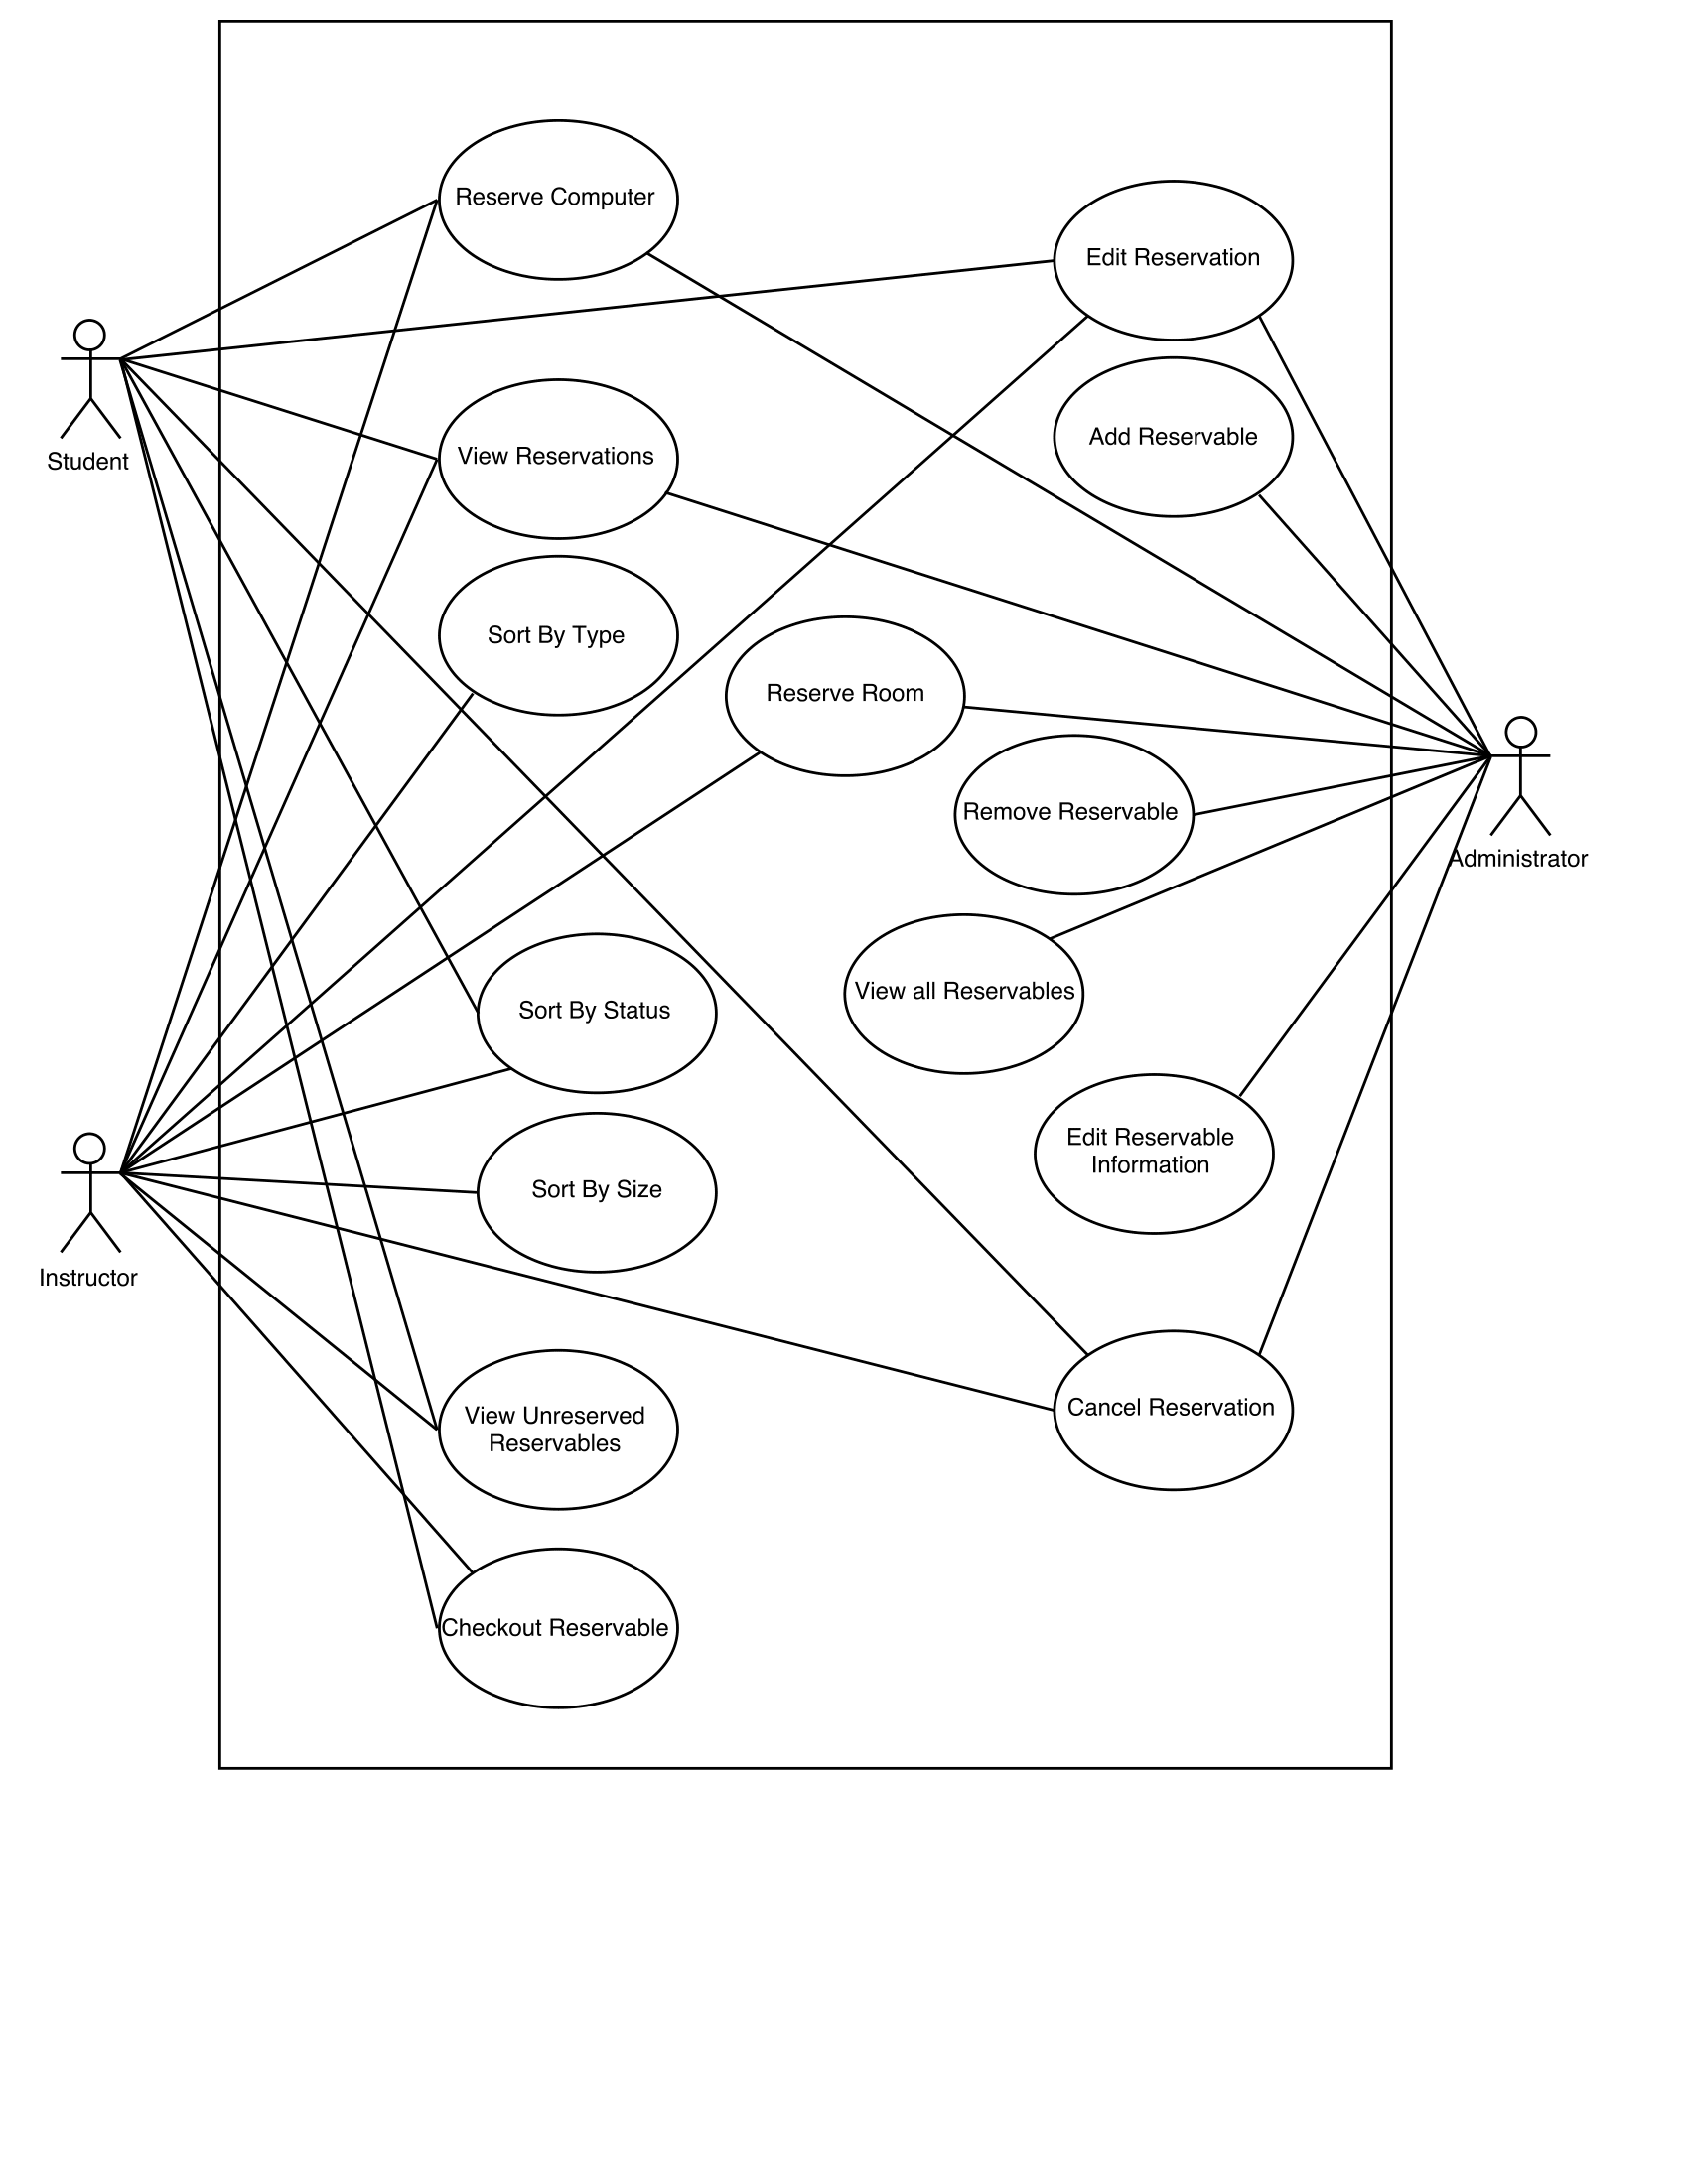 Reserve Computer
Edit Reservation
Add Reservable
Student
View Reservations
Sort By Type
Reserve Room
Remove Reservable
Administrator
View all Reservables
Sort By Status
Edit Reservable
Information
Sort By Size
Instructor
Cancel Reservation
View Unreserved
Reservables
Checkout Reservable